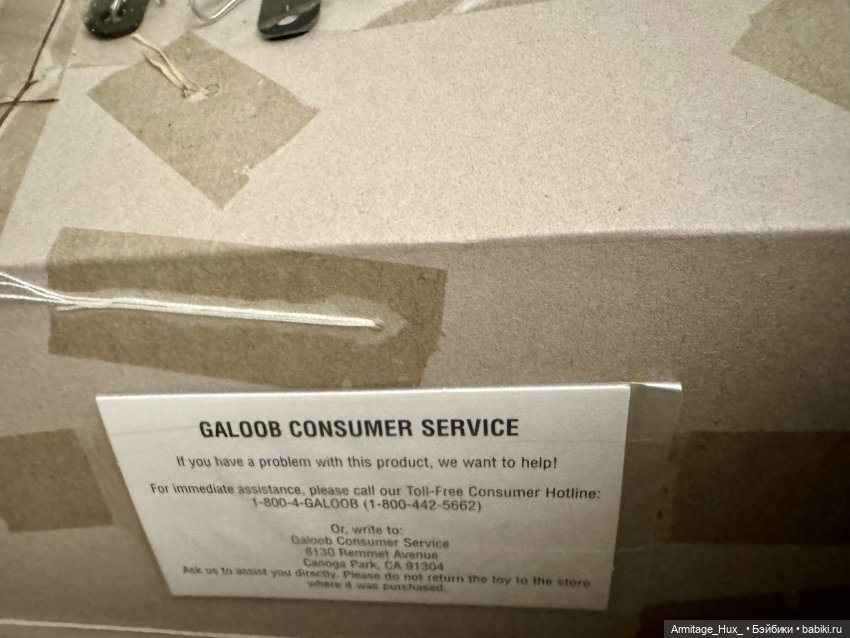 GALOOB CONSUMER SERVICE
If you have a problem with this product, we want to help!
For immediate assistance, please call our Toll-Free Consumer Hotline:
1-800-4-GALOOB (1-800-442-5662)
Or, write to:
Galoob Consumer Service
8130 Remmet Avenue
Canoga Park, CA 91304
Ask us to assist you directly. Please do not return the toy to the store
where it was purchased.
Armitage_Hux_ • Бэйбики • babiki.ru